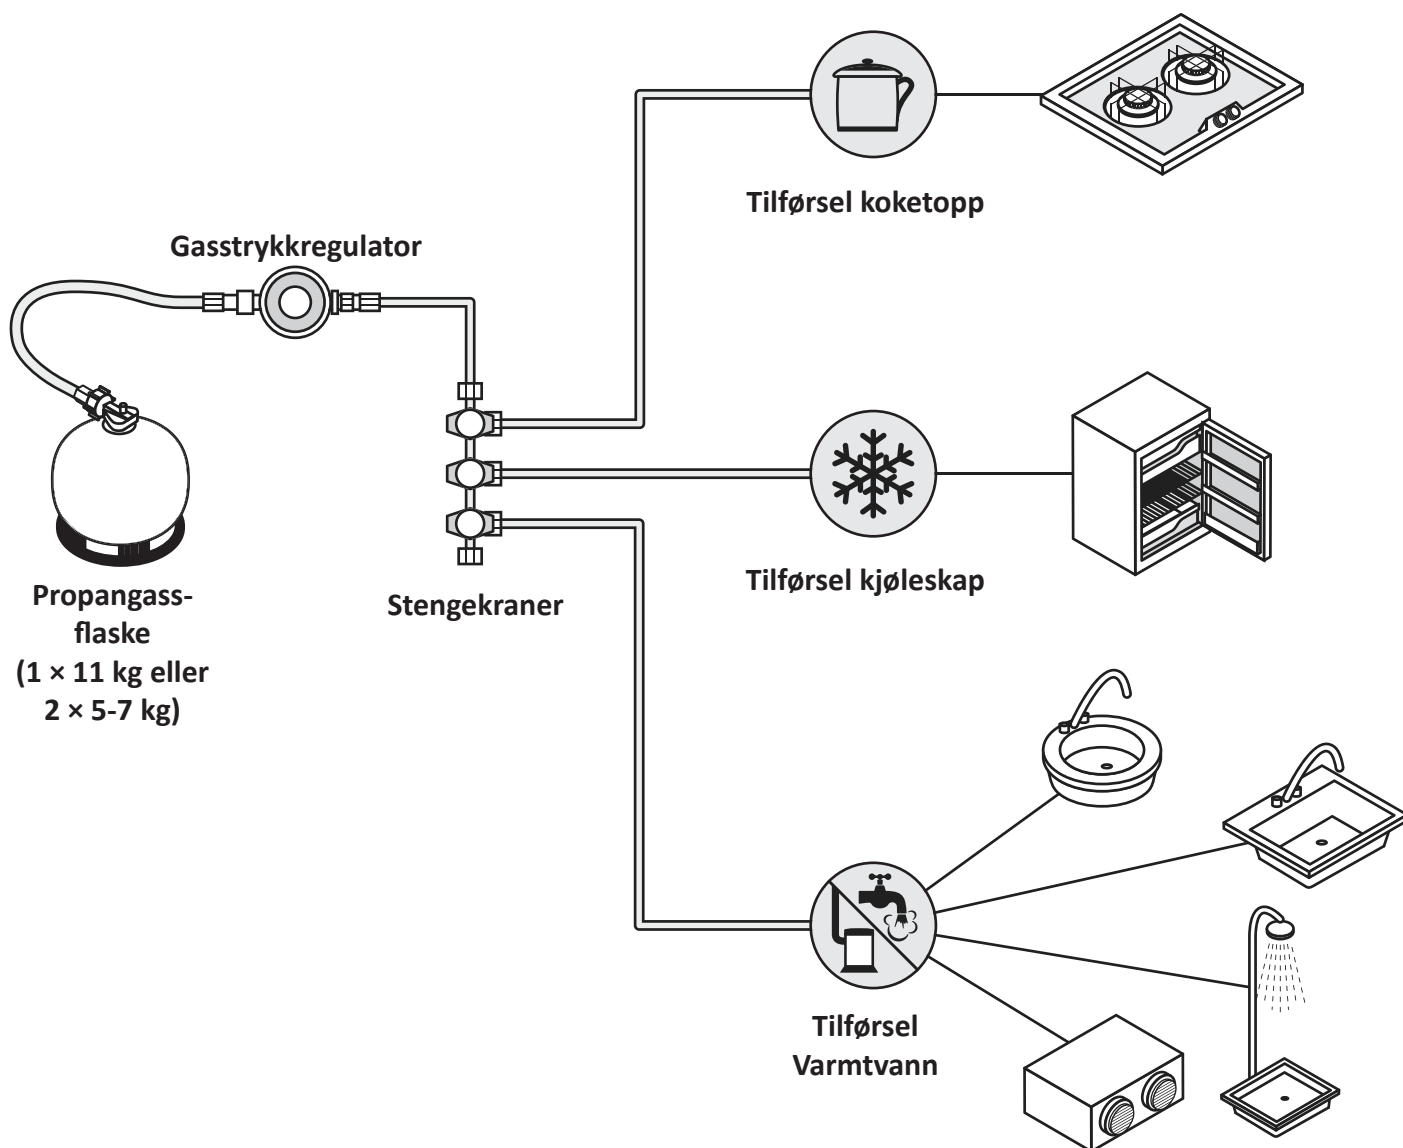 Tilførsel koketopp
Gasstrykkregulator
Tilførsel kjøleskap
Stengekraner
Propangass-
flaske
(1 × 11 kg eller
2 × 5-7 kg)
Tilførsel
Varmtvann